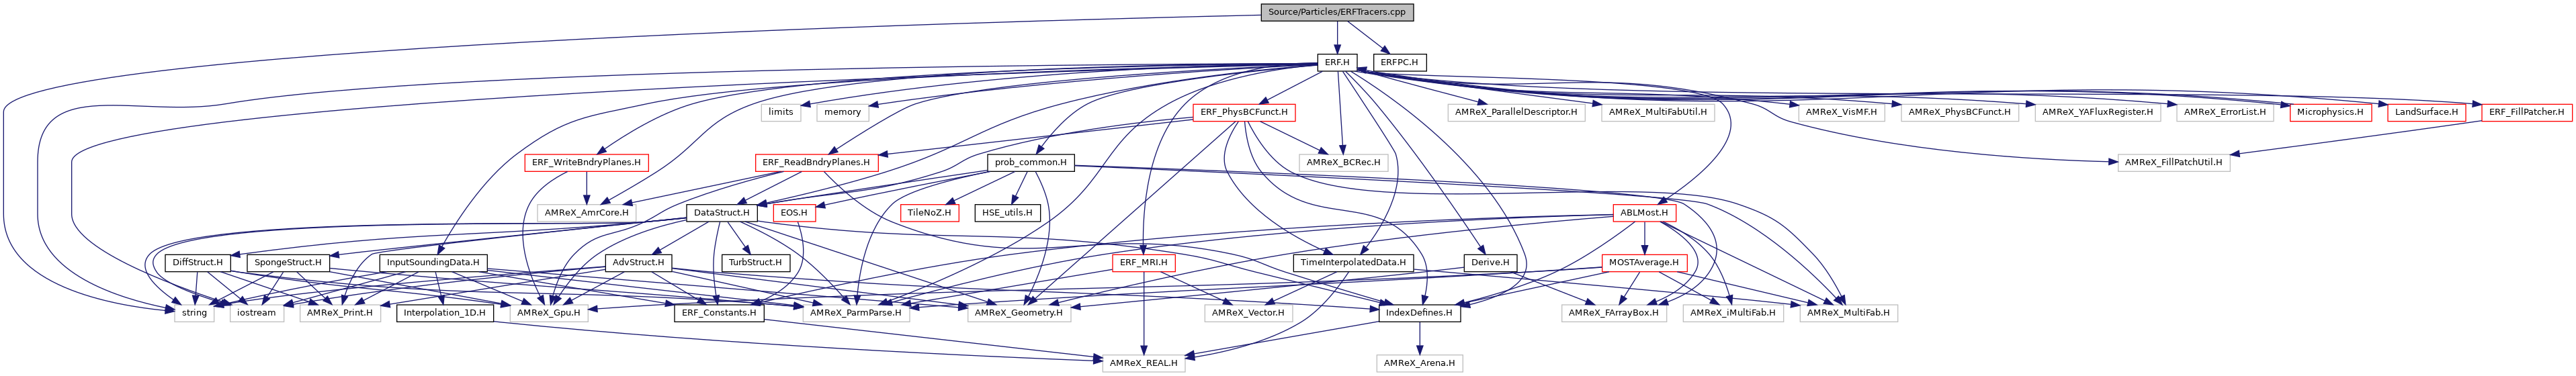 Source/Particles/ERFTracers.cpp
ERF.H
ERFPC.H
limits
memory
ERF_PhysBCFunct.H
AMReX_ParallelDescriptor.H
AMReX_MultiFabUtil.H
AMReX_VisMF.H
AMReX_PhysBCFunct.H
AMReX_YAFluxRegister.H
AMReX_ErrorList.H
Microphysics.H
LandSurface.H
ERF_FillPatcher.H
ERF_WriteBndryPlanes.H
ERF_ReadBndryPlanes.H
prob_common.H
AMReX_BCRec.H
AMReX_FillPatchUtil.H
AMReX_AmrCore.H
DataStruct.H
EOS.H
TileNoZ.H
HSE_utils.H
ABLMost.H
DiffStruct.H
SpongeStruct.H
InputSoundingData.H
AdvStruct.H
TurbStruct.H
ERF_MRI.H
TimeInterpolatedData.H
Derive.H
MOSTAverage.H
string
iostream
AMReX_Print.H
Interpolation_1D.H
AMReX_Gpu.H
ERF_Constants.H
AMReX_ParmParse.H
AMReX_Geometry.H
AMReX_Vector.H
IndexDefines.H
AMReX_FArrayBox.H
AMReX_iMultiFab.H
AMReX_MultiFab.H
AMReX_REAL.H
AMReX_Arena.H